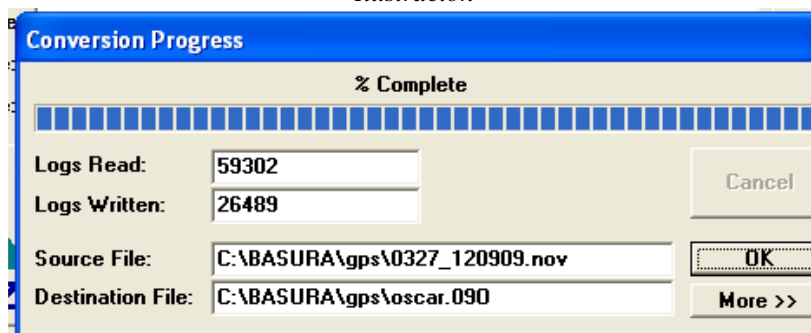 Conversion Progress
% Complete
Logs Read: 59302
Cancel
Logs Written: 26489
Source File: C:\BASURA\gps\0327_120909.nov OK
Destination File: C:\BASURA\gps\oscar.09O More >>